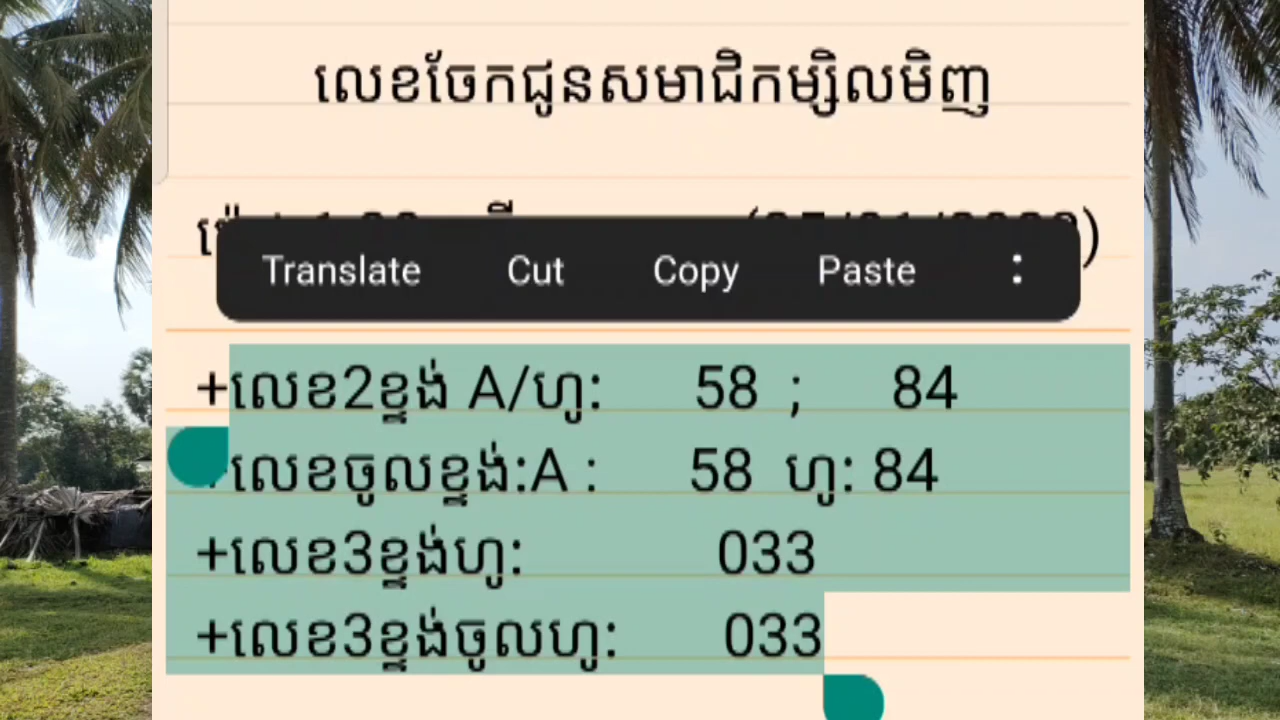 លេខចែកជូនសមាជិកម្សិលមិញ
Translate Cut Copy Paste
+លេខ2ខ្ទង់ A/ហូ: 58 ; 84
លេខចូលខ្ទង់:A : 58 ហូ: 84
+លេខ3ខ្ទង់ហូ: 033
+លេខ3ខ្ទង់ចូលហូ: 033